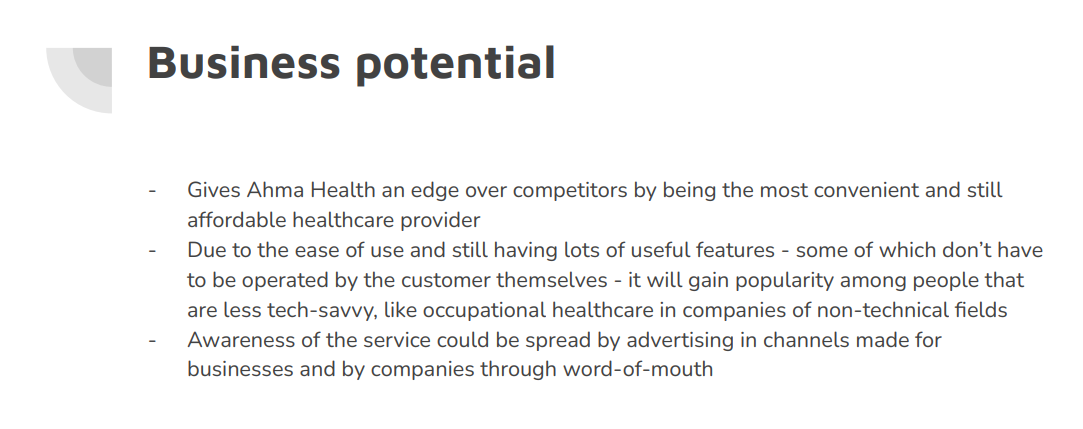 Business potential
- Gives Ahma Health an edge over competitors by being the most convenient and still
affordable healthcare provider
- Due to the ease of use and still having lots of useful features - some of which don’t have
to be operated by the customer themselves - it will gain popularity among people that
are less tech-savvy, like occupational healthcare in companies of non-technical fields
- Awareness of the service could be spread by advertising in channels made for
businesses and by companies through word-of-mouth